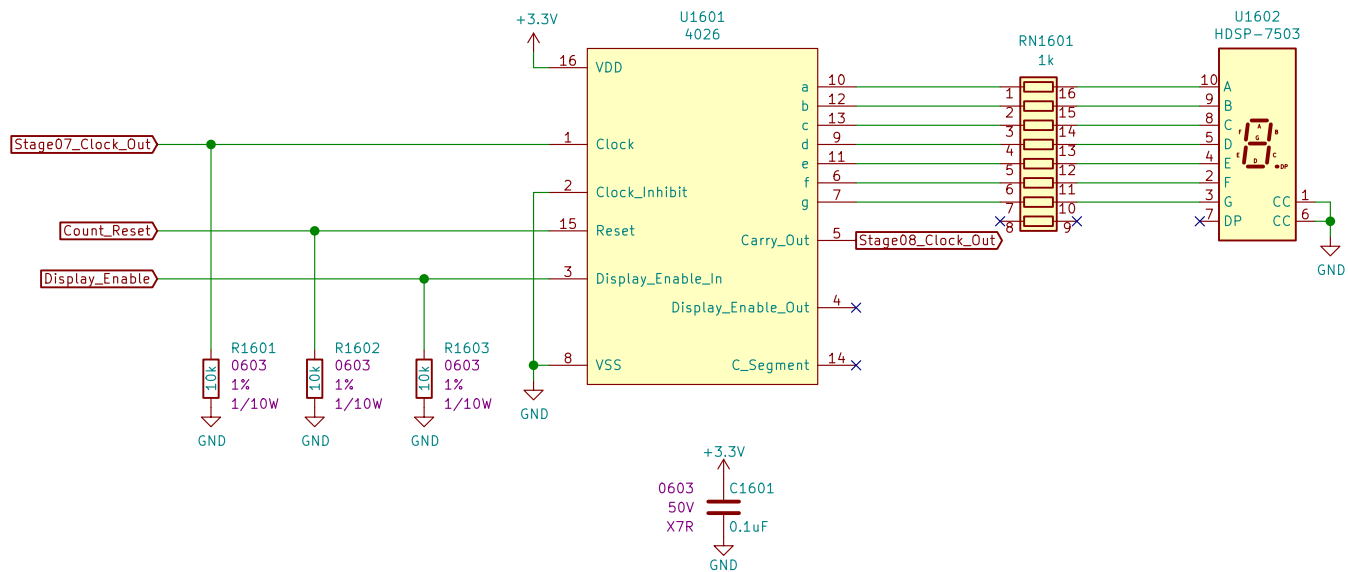 +3.3V
U1601
4026
16 VDD
Stage07_Clock_Out
1 Clock
2 Clock_Inhibit
Count_Reset
15 Reset
Display_Enable
3 Display_Enable_In
8 VSS
GND
a 10
b 12
c 13
d 9
e 11
f 6
g 7
Carry_Out 5
Stage08_Clock_Out
Display_Enable_Out 4
C_Segment 14
RN1601
1k
1 16
2 15
3 14
4 13
5 12
6 11
7 10
8 9
U1602
HDSP-7503
10 A
9 B
8 C
5 D
4 E
2 F
3 G
7 DP
A
F B
G
E C
D
DP
CC 1
CC 6
GND
R1601
0603
1%
1/10W
10k
GND
R1602
0603
1%
1/10W
10k
GND
R1603
0603
1%
1/10W
10k
GND
+3.3V
0603 C1601
50V
X7R 0.1uF
GND